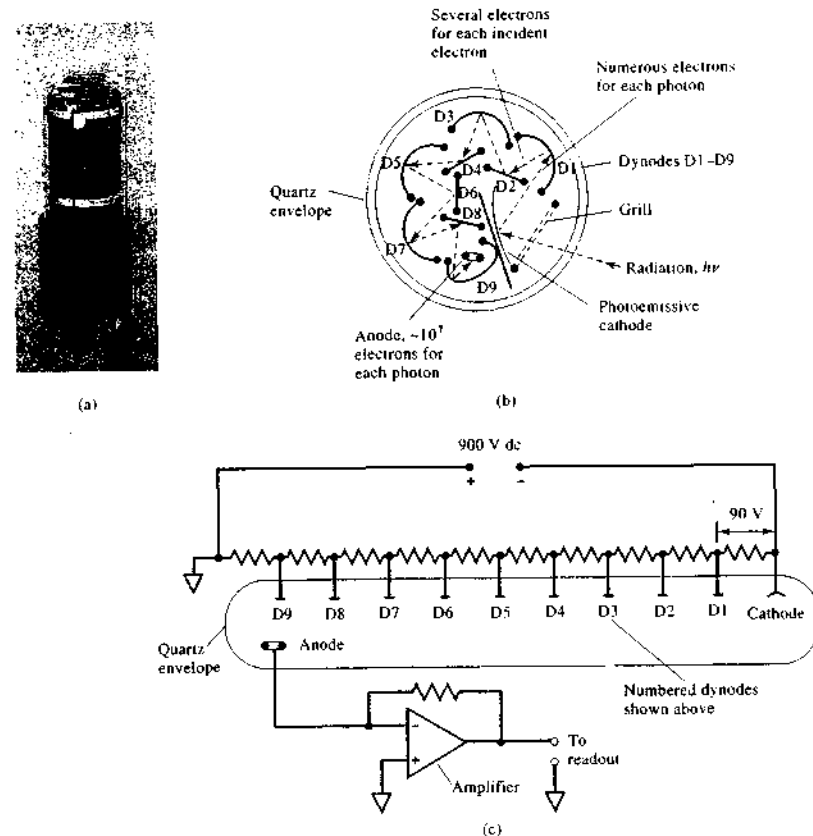 Several electrons
for each incident
electron
Numerous electrons
for each photon
D3
D5
D4
D1
D2
Dynodes D1–D9
Quartz
envelope
D6
D8
Grill
D7
D9
Radiation, hν
Photoemissive
cathode
Anode, ~10⁷
electrons for
each photon
(a)
(b)
900 V dc
+ −
90 V
D9 D8 D7 D6 D5 D4 D3 D2 D1 Cathode
Quartz
envelope
Anode
Numbered dynodes
shown above
−
+
To
readout
Amplifier
(c)